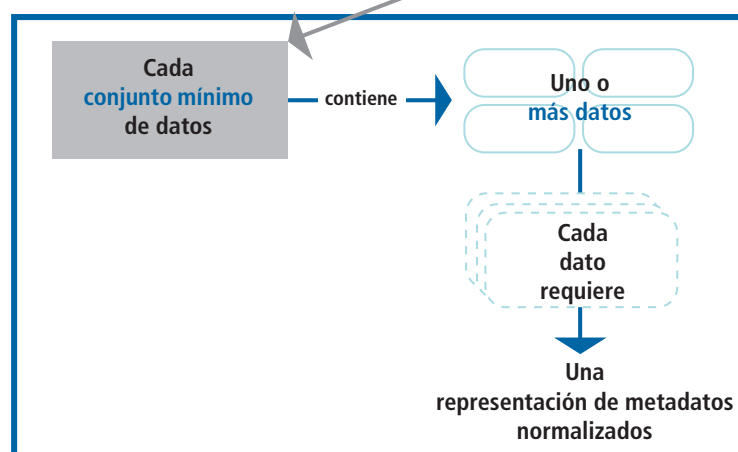 Cada
conjunto mínimo
de datos
contiene
Uno o
más datos
Cada
dato
requiere
Una
representación de metadatos
normalizados